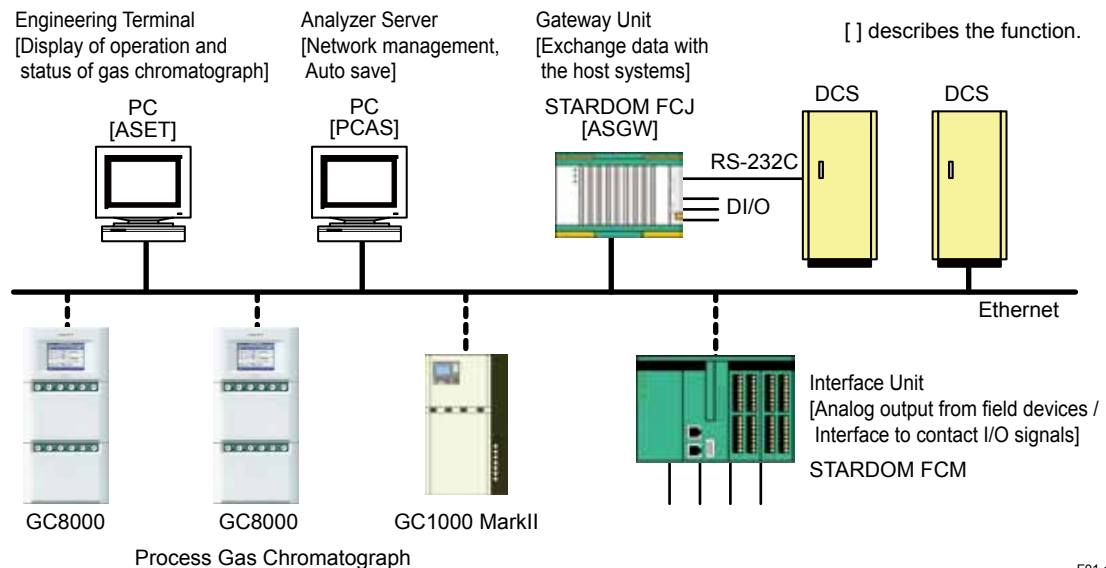 Engineering Terminal
[Display of operation and
status of gas chromatograph]
PC
[ASET]
Analyzer Server
[Network management,
Auto save]
PC
[PCAS]
Gateway Unit
[Exchange data with
the host systems]
STARDOM FCJ
[ASGW]
[ ] describes the function.
DCS
DCS
RS-232C
DI/O
Ethernet
GC8000
GC8000
GC1000 MarkII
Process Gas Chromatograph
Interface Unit
[Analog output from field devices /
Interface to contact I/O signals]
STARDOM FCM